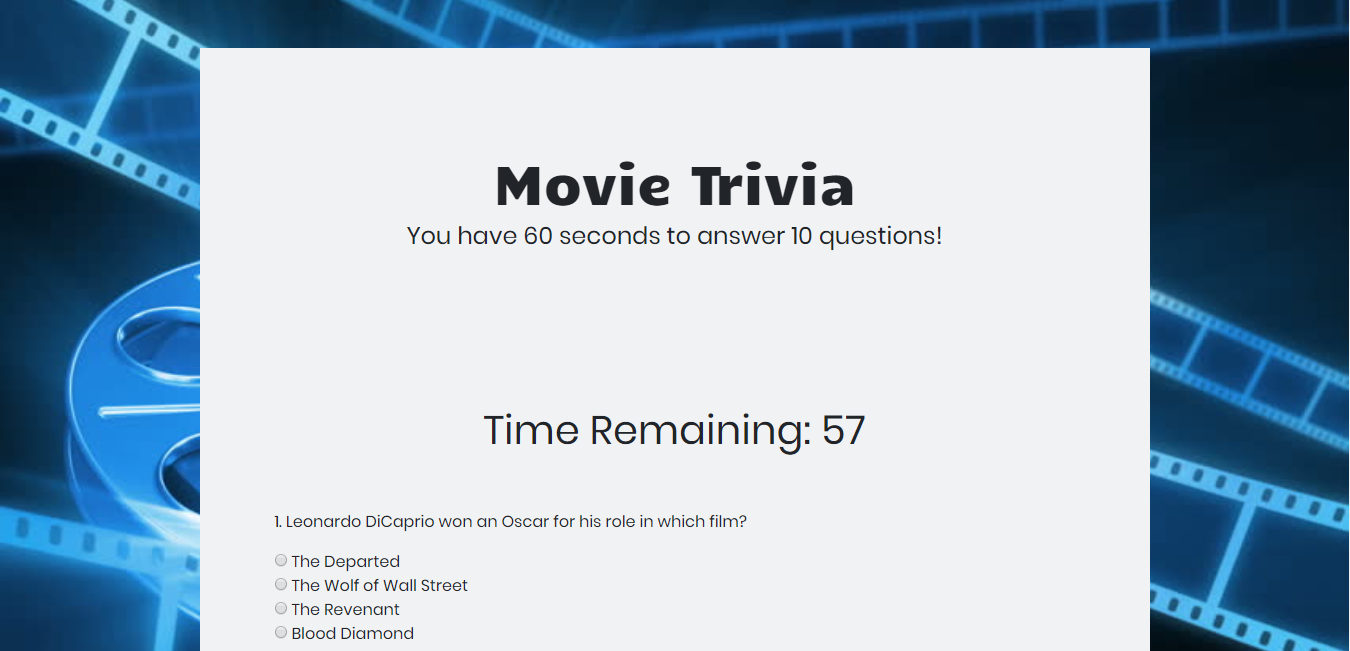 Movie Trivia
You have 60 seconds to answer 10 questions!
Time Remaining: 57
1. Leonardo DiCaprio won an Oscar for his role in which film?
The Departed
The Wolf of Wall Street
The Revenant
Blood Diamond